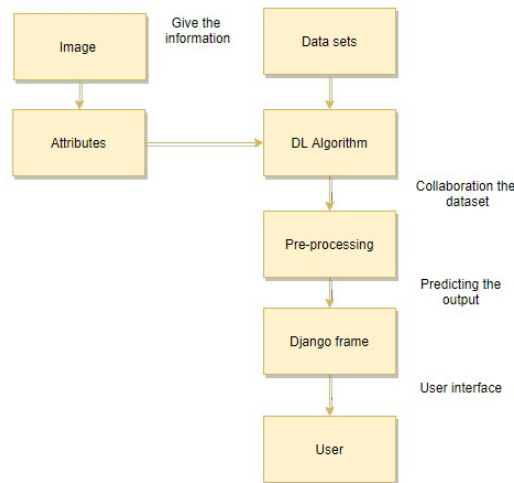 Image
Give the
information
Data sets
Attributes
DL Algorithm
Collaboration the
dataset
Pre-processing
Predicting the
output
Django frame
User interface
User